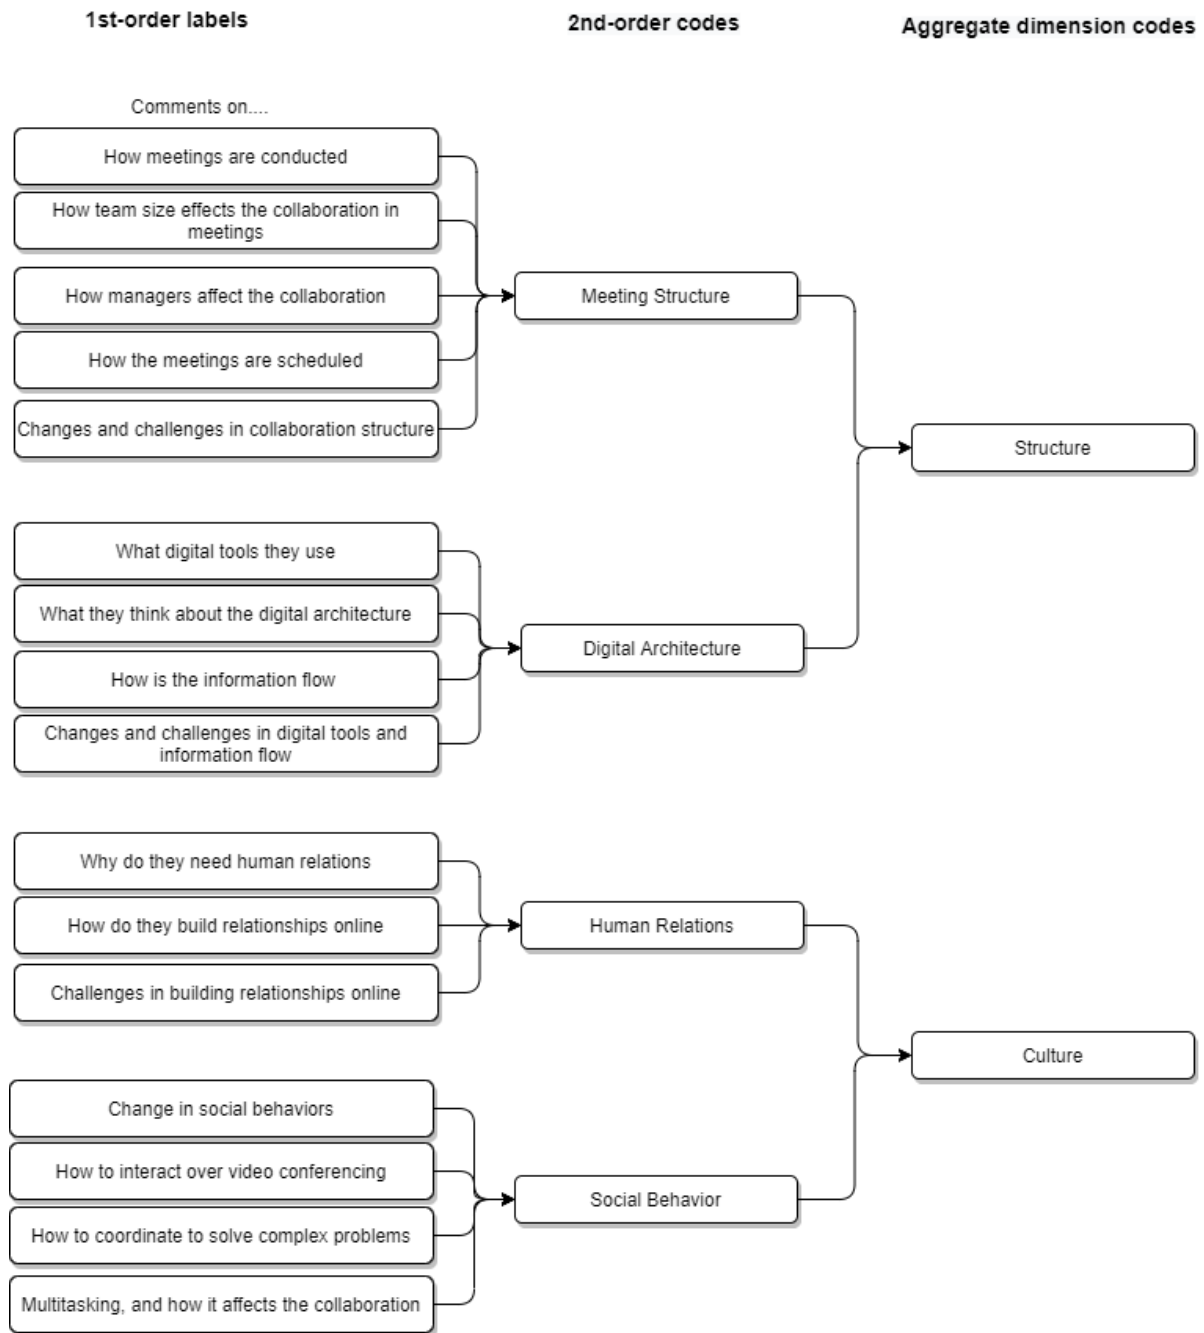 1st-order labels
2nd-order codes
Aggregate dimension codes
Comments on....
How meetings are conducted
How team size effects the collaboration in
meetings
How managers affect the collaboration
How the meetings are scheduled
Changes and challenges in collaboration structure
Meeting Structure
Structure
What digital tools they use
What they think about the digital architecture
How is the information flow
Changes and challenges in digital tools and
information flow
Digital Architecture
Why do they need human relations
How do they build relationships online
Challenges in building relationships online
Human Relations
Culture
Change in social behaviors
How to interact over video conferencing
How to coordinate to solve complex problems
Multitasking, and how it affects the collaboration
Social Behavior